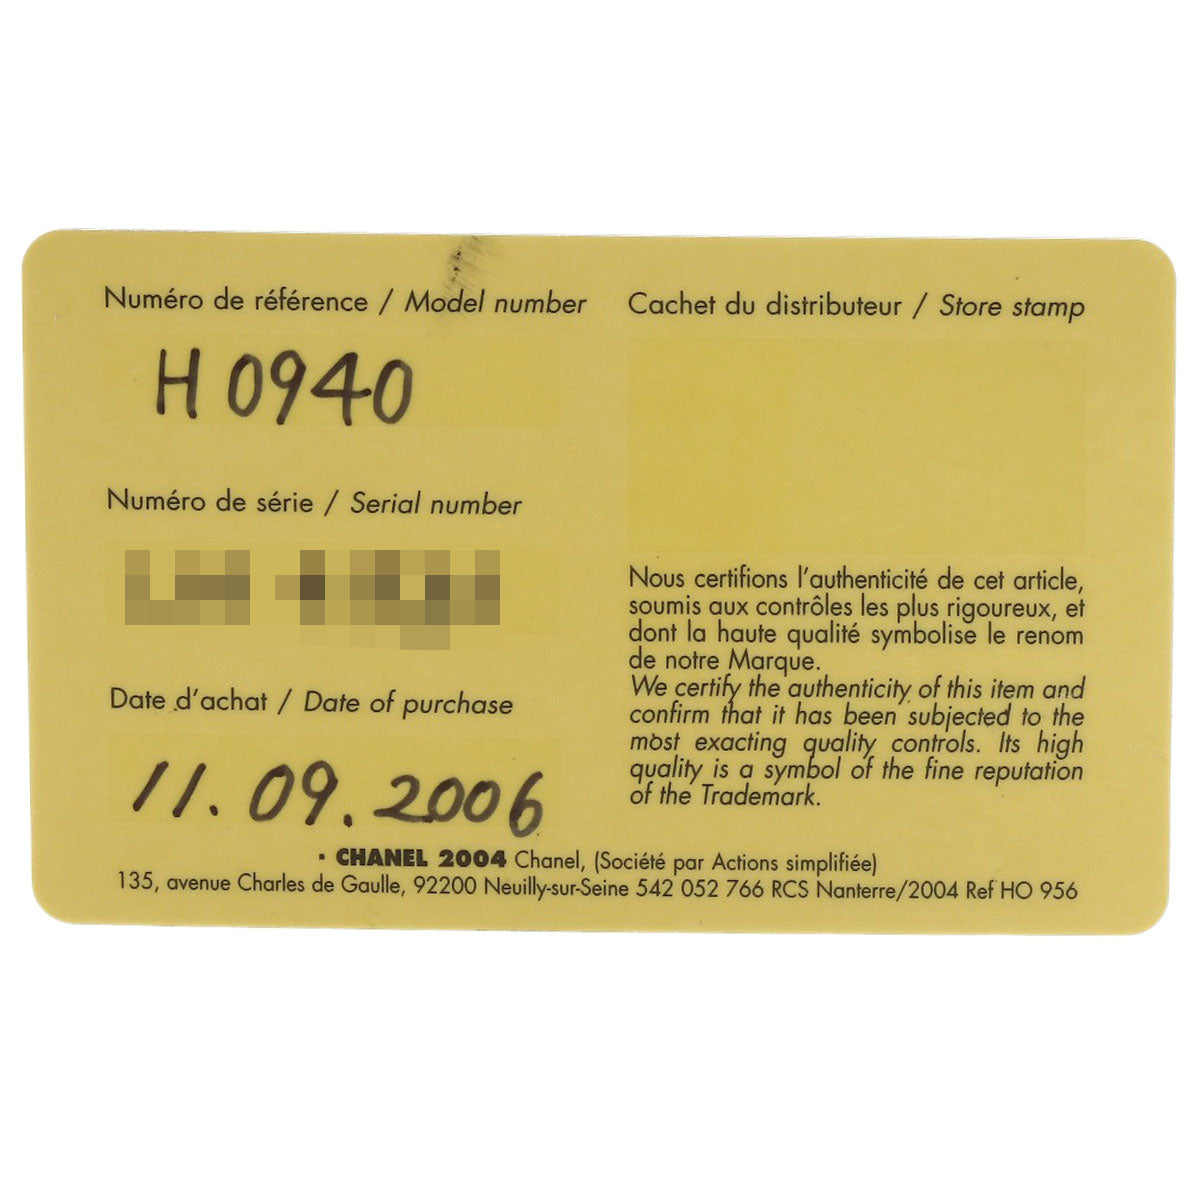 Numéro de référence / Model number
H 0940
Numéro de série / Serial number
Date d'achat / Date of purchase
11.09.2006
Cachet du distributeur / Store stamp
Nous certifions l'authenticité de cet article,
soumis aux contrôles les plus rigoureux, et
dont la haute qualité symbolise le renom
de notre Marque.
We certify the authenticity of this item and
confirm that it has been subjected to the
most exacting quality controls. Its high
quality is a symbol of the fine reputation
of the Trademark.
· CHANEL 2004 Chanel, (Société par Actions simplifiée)
135, avenue Charles de Gaulle, 92200 Neuilly-sur-Seine 542 052 766 RCS Nanterre/2004 Ref HO 956